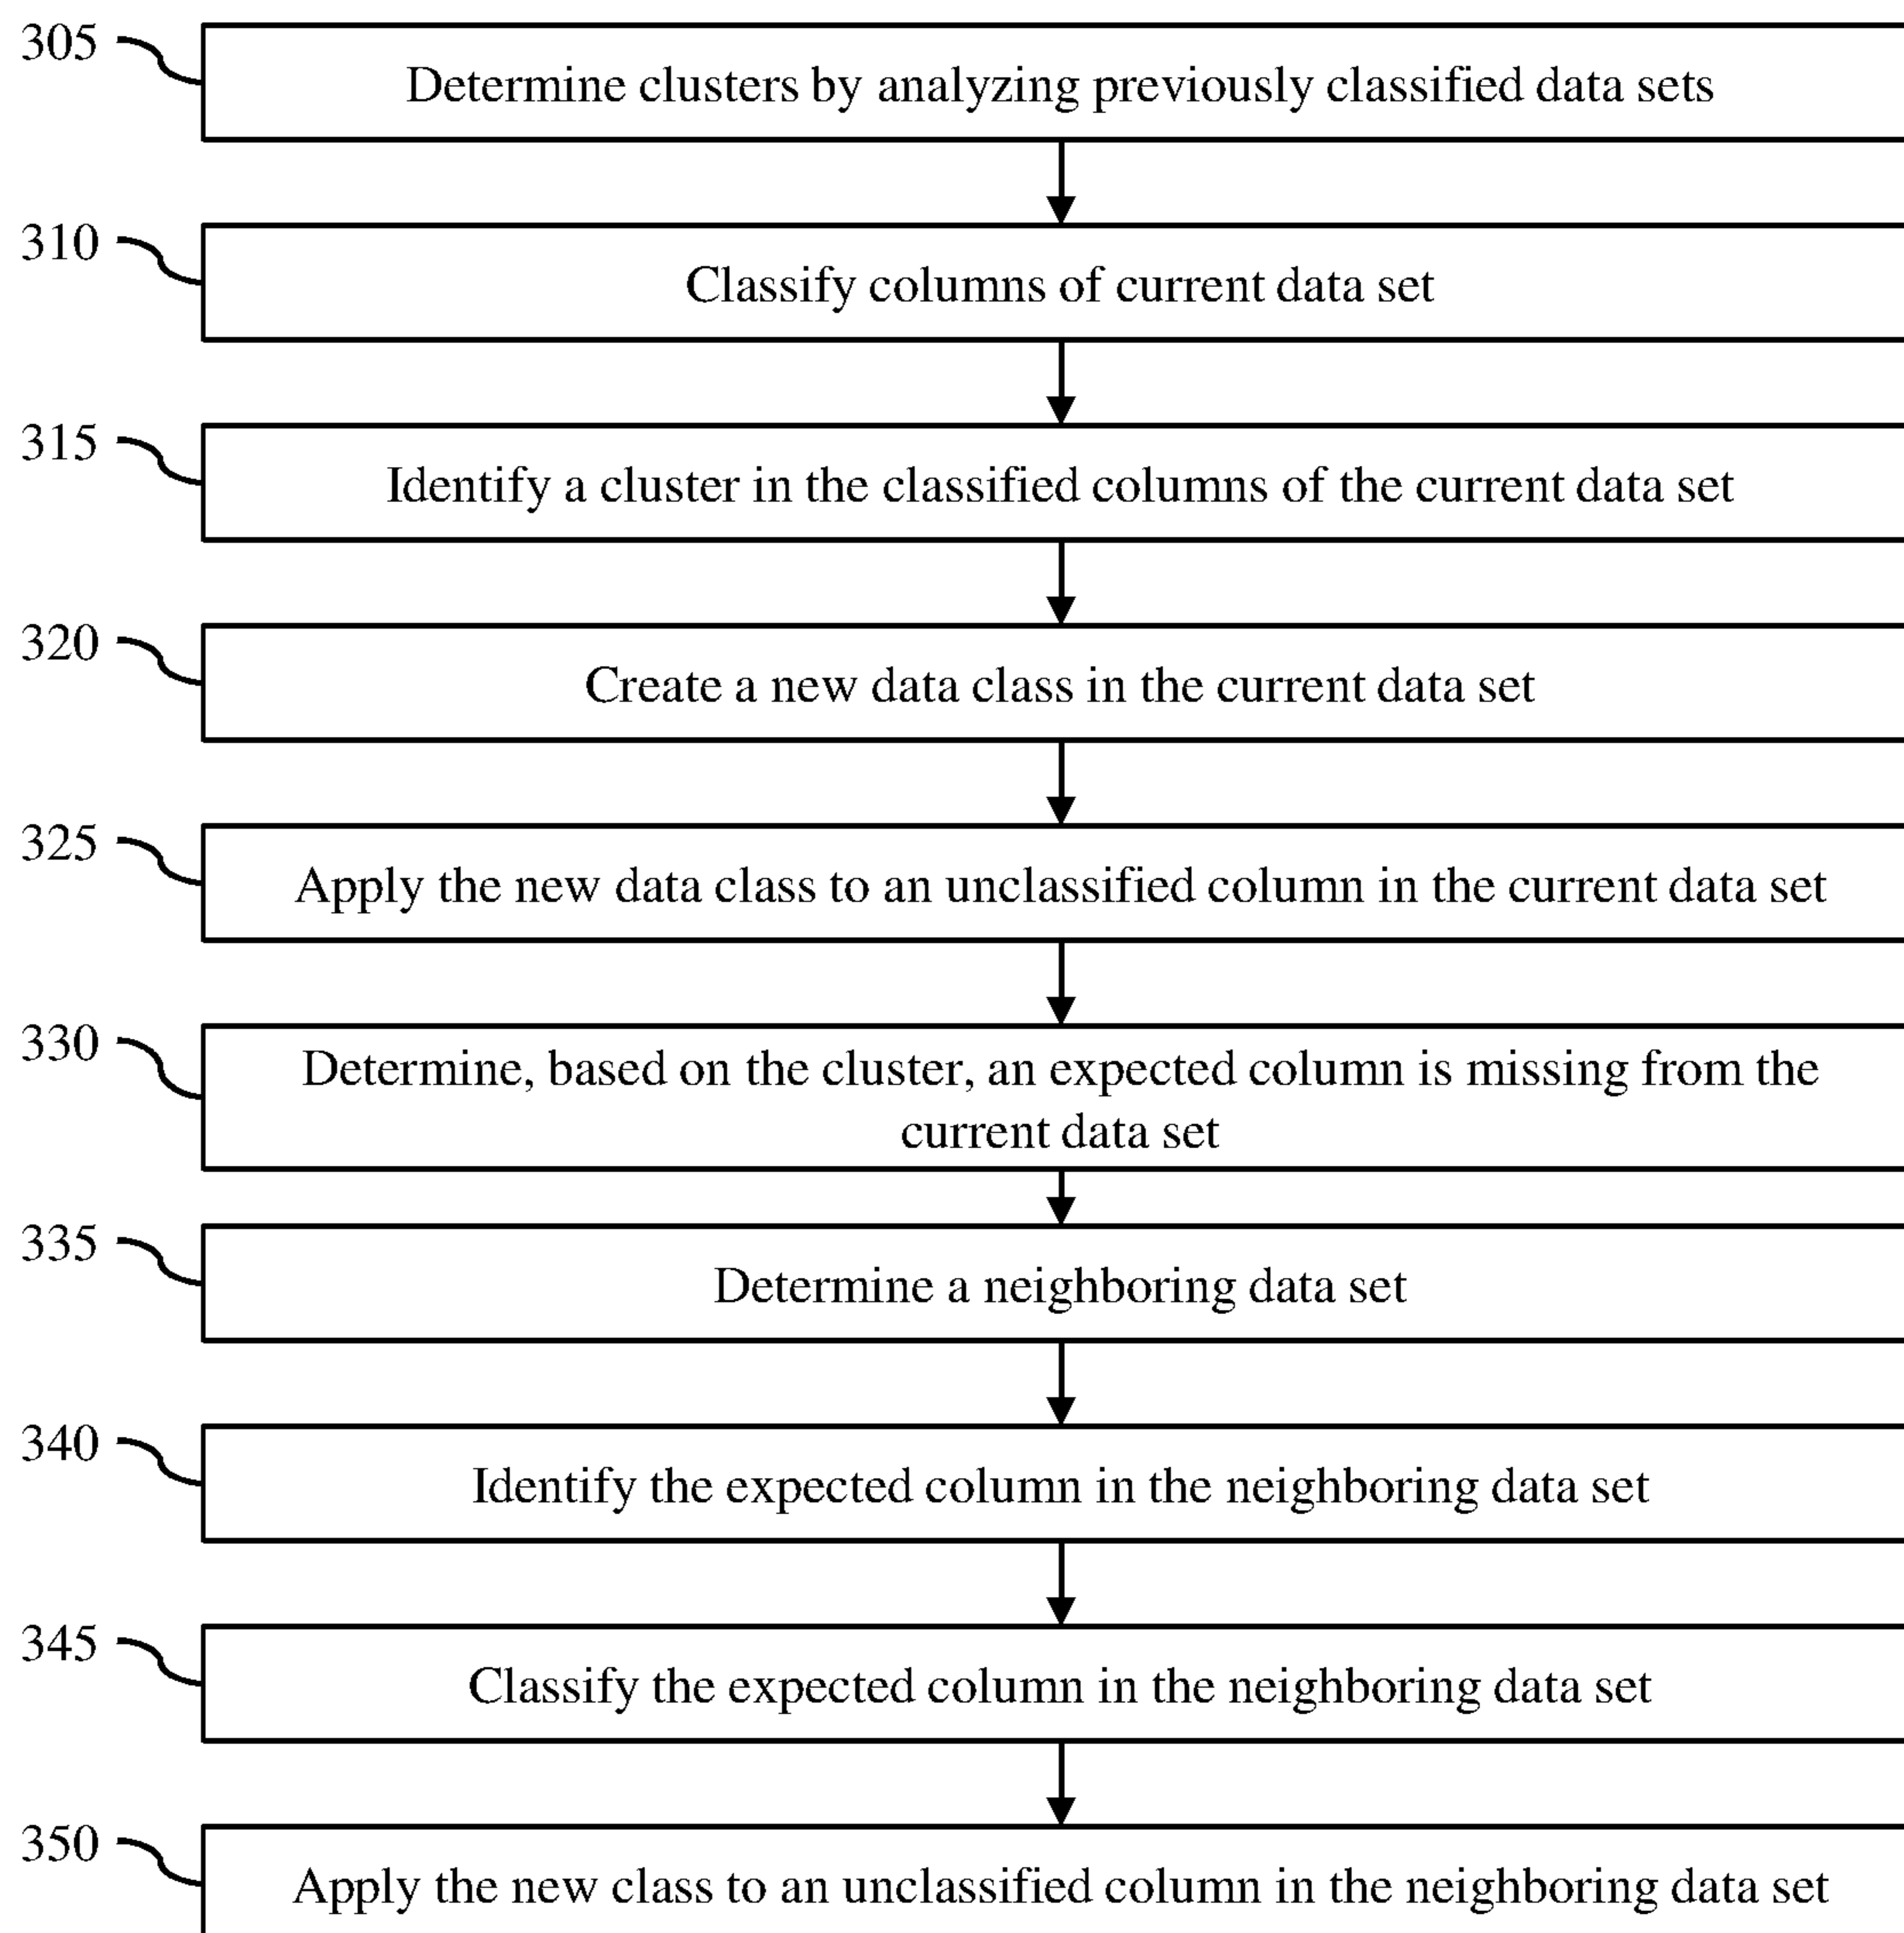 305
Determine clusters by analyzing previously classified data sets
310
Classify columns of current data set
315
Identify a cluster in the classified columns of the current data set
320
Create a new data class in the current data set
325
Apply the new data class to an unclassified column in the current data set
330
Determine, based on the cluster, an expected column is missing from the
current data set
335
Determine a neighboring data set
340
Identify the expected column in the neighboring data set
345
Classify the expected column in the neighboring data set
350
Apply the new class to an unclassified column in the neighboring data set